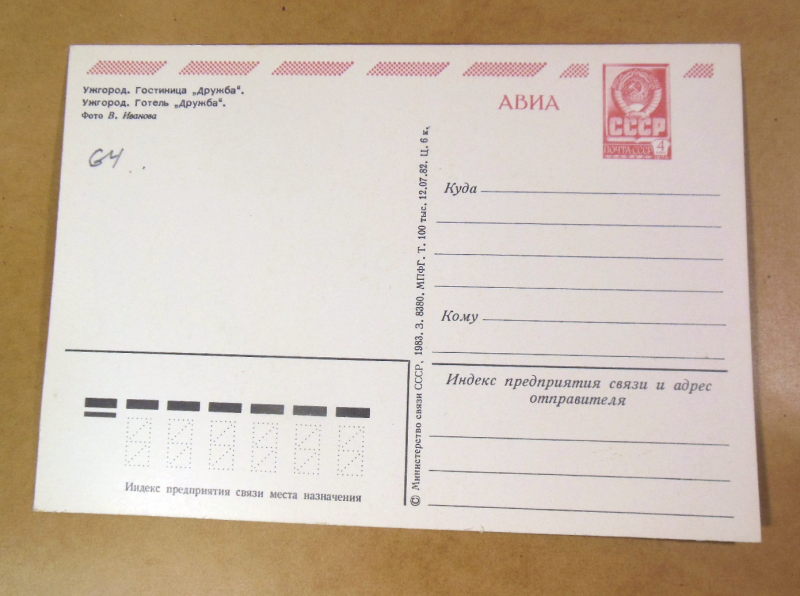 Ужгород. Гостиница „Дружба“.
Ужгород. Готель „Дружба“.
Фото В. Иванова
G4
АВИА
СССР
ПОЧТА СССР 4
Куда
Кому
Индекс предприятия связи и адрес
отправителя
© Министерство связи СССР, 1983. З. 8380. МПФГ. Т. 100 тыс. 12.07.82. Ц. 6 к.
Индекс предприятия связи места назначения